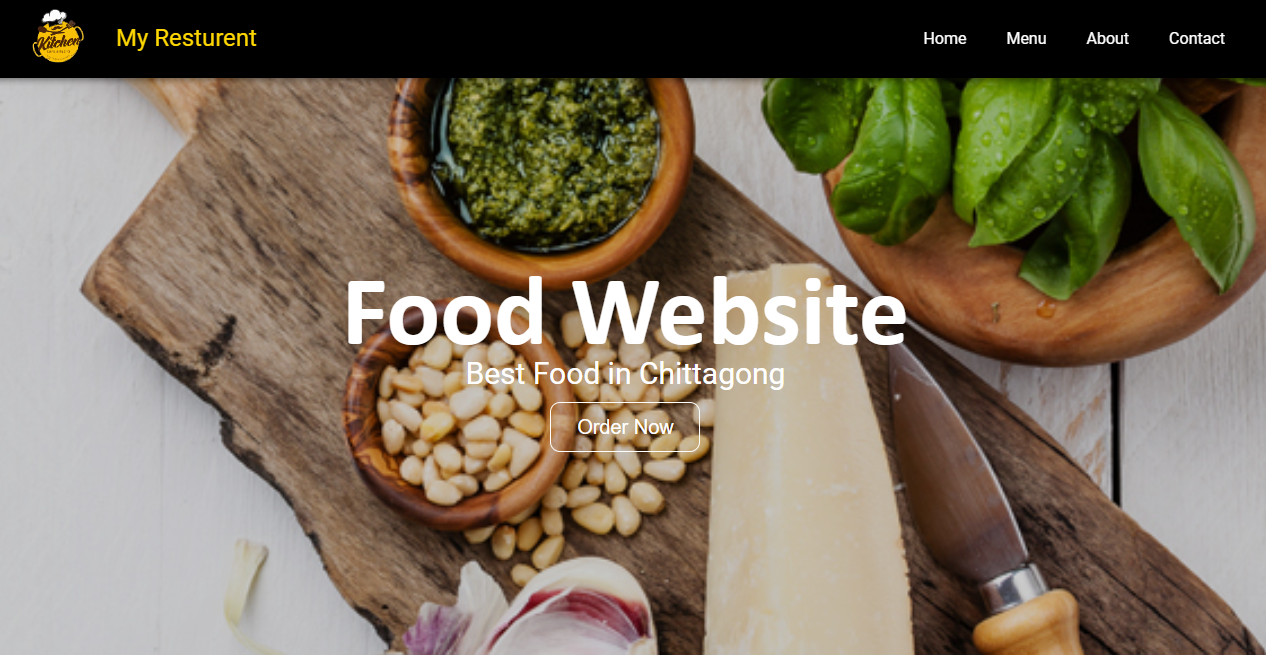 Kitchen
My Resturent
Home Menu About Contact
Food Website
Best Food in Chittagong
Order Now